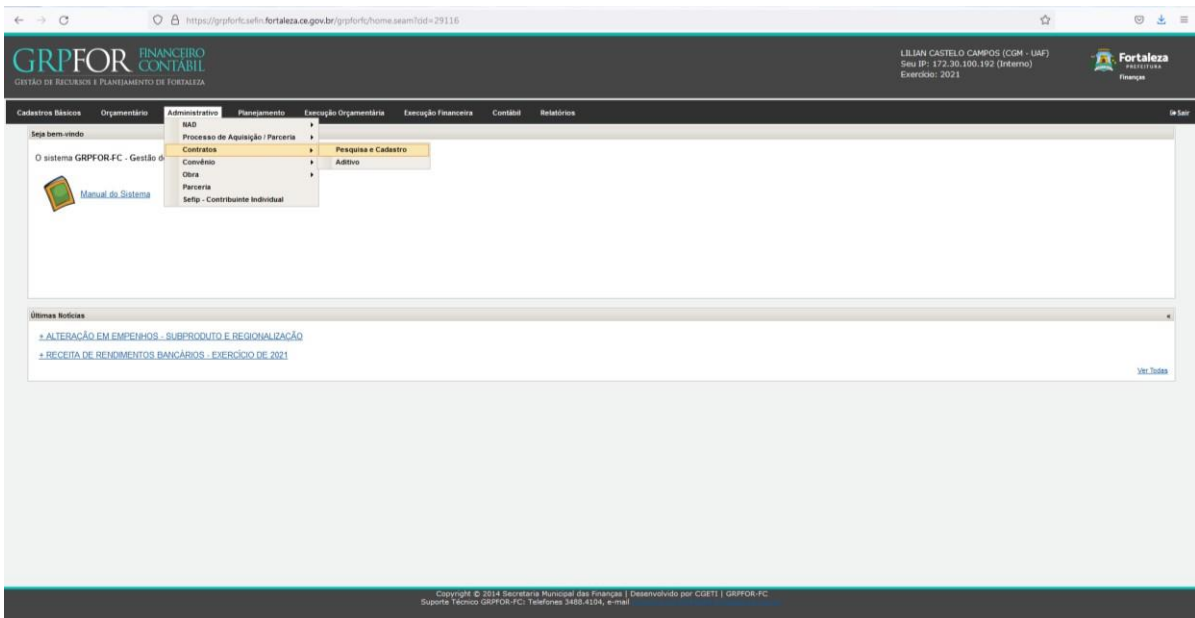 https://grpforfc.sefin.fortaleza.ce.gov.br/grpforfc/home.seam?cid=29116
GRPFOR FINANCEIRO CONTÁBIL
GESTÃO DE RECURSOS E PLANEJAMENTO DE FORTALEZA
LILIAN CASTELO CAMPOS (CGM - UAF)
Seu IP: 172.30.100.192 (Interno)
Exercício: 2021
Fortaleza
PREFEITURA
Finanças
Cadastros Básicos Orçamentário Administrativo Planejamento Execução Orçamentária Execução Financeira Contábil Relatórios Sair
Seja bem-vindo
NAD
Processo de Aquisição / Parceria
Contratos
Pesquisa e Cadastro
Convênio
Aditivo
Obra
Parceria
Sefip - Contribuinte Individual
O sistema GRPFOR-FC - Gestão d
Manual do Sistema
Últimas Notícias
+ ALTERAÇÃO EM EMPENHOS - SUBPRODUTO E REGIONALIZAÇÃO
+ RECEITA DE RENDIMENTOS BANCÁRIOS - EXERCÍCIO DE 2021
Ver Todas
Copyright © 2014 Secretaria Municipal das Finanças | Desenvolvido por CGETI | GRPFOR-FC
Suporte Técnico GRPFOR-FC: Telefones 3488.4104, e-mail